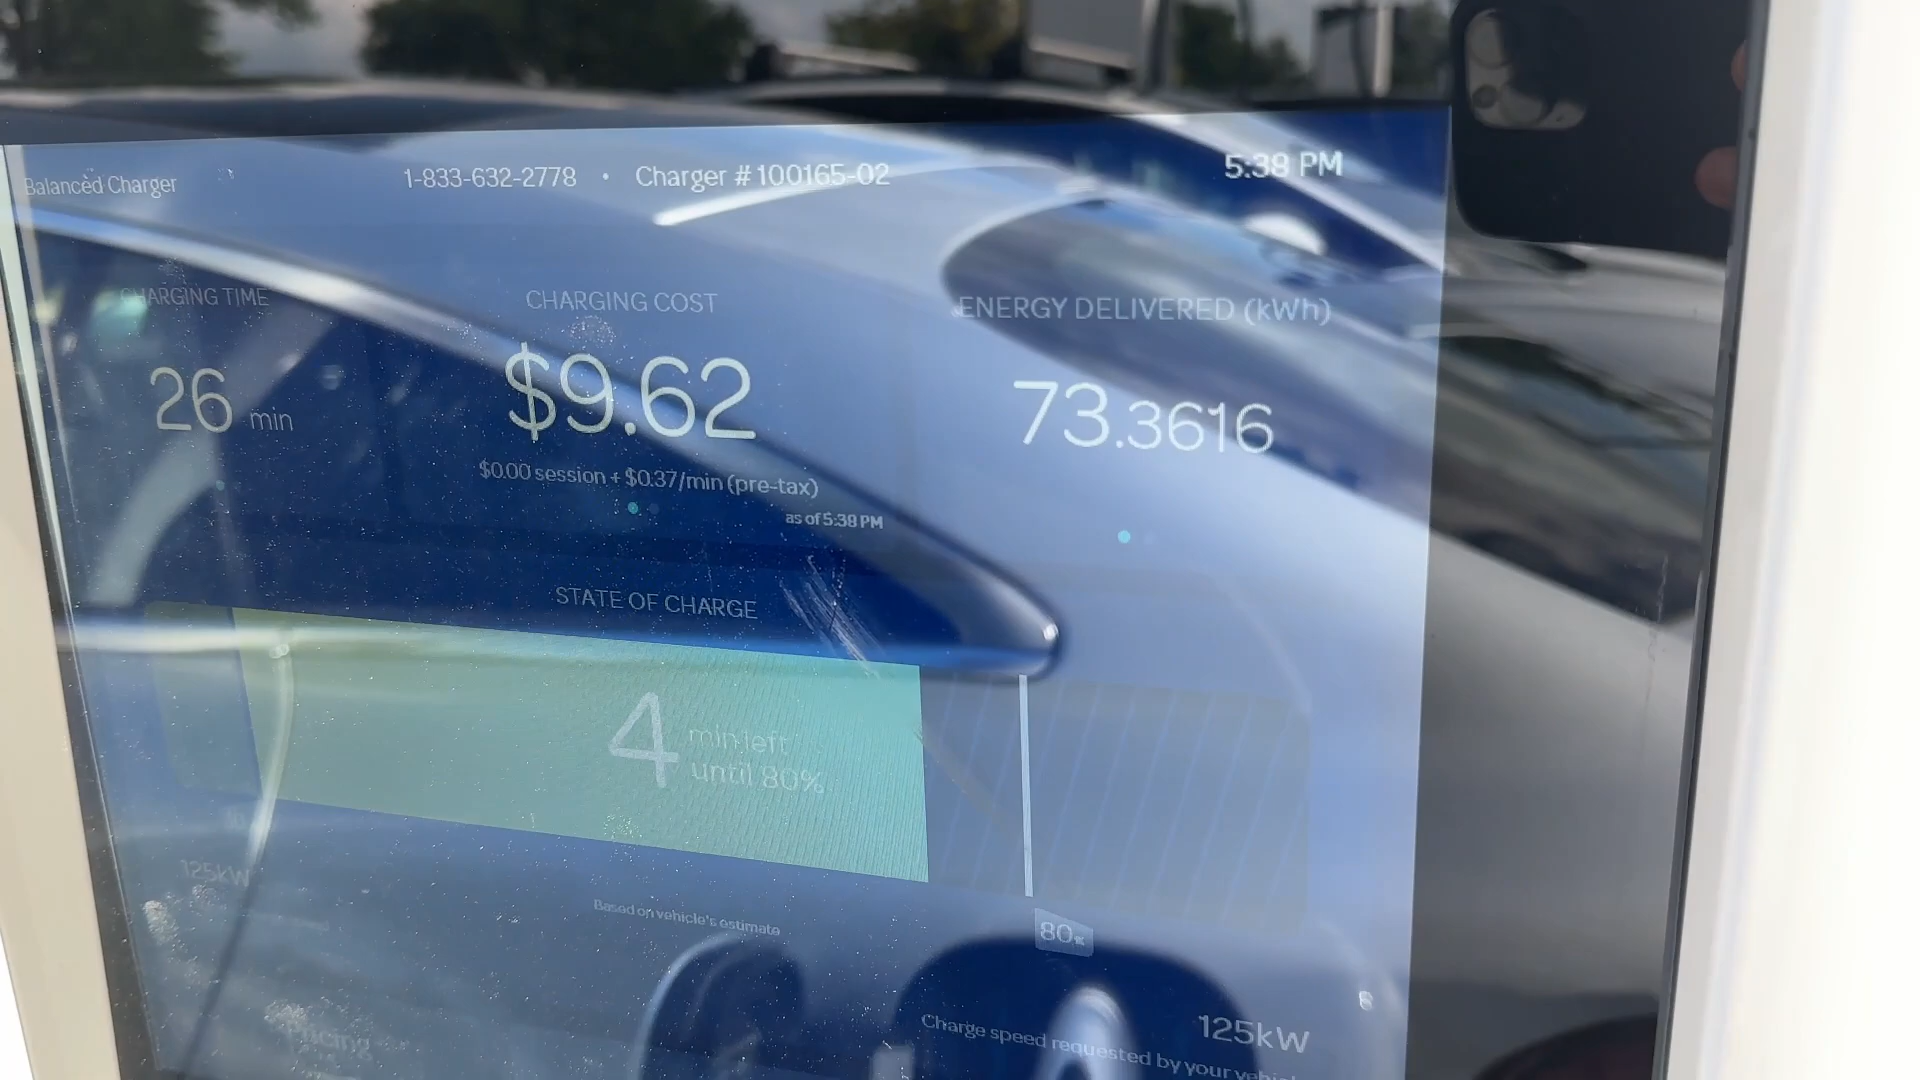 Balanced Charger
1-833-632-2778 • Charger # 100165-02
5:38 PM
CHARGING TIME
26 min
CHARGING COST
$9.62
$0.00 session + $0.37/min (pre-tax)
as of 5:38 PM
ENERGY DELIVERED (kWh)
73.3616
STATE OF CHARGE
4 min left
until 80%
125kW
Based on vehicle's estimate
80%
125kW
Charge speed requested by your